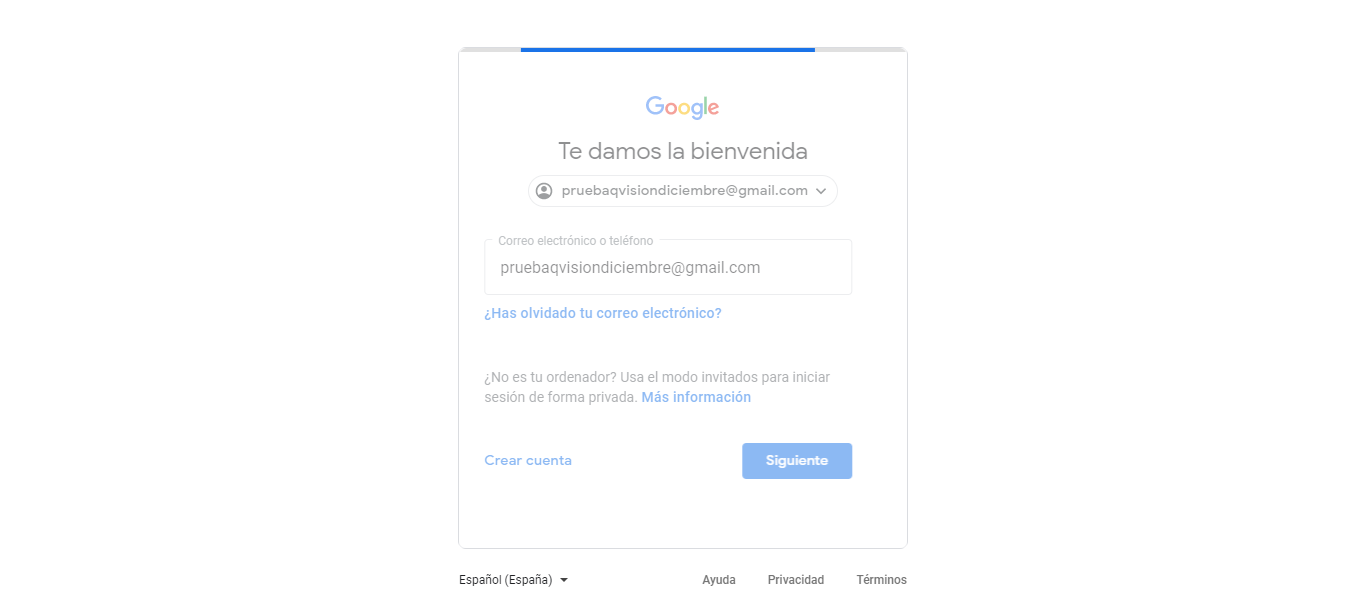 Google
Te damos la bienvenida
pruebaqvisiondiciembre@gmail.com
Correo electrónico o teléfono
pruebaqvisiondiciembre@gmail.com
¿Has olvidado tu correo electrónico?
¿No es tu ordenador? Usa el modo invitados para iniciar
sesión de forma privada. Más información
Crear cuenta
Siguiente
Español (España)
Ayuda
Privacidad
Términos